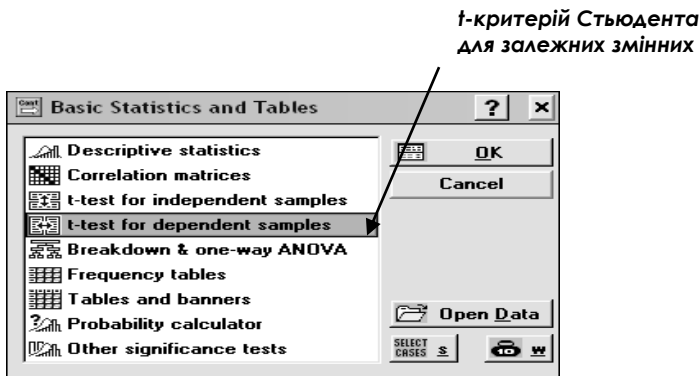 t-критерій Стьюдента
для залежних змінних
Basic Statistics and Tables
?
×
Descriptive statistics
Correlation matrices
t-test for independent samples
t-test for dependent samples
Breakdown & one-way ANOVA
Frequency tables
Tables and banners
Probability calculator
Other significance tests
OK
Cancel
Open Data
SELECT CASES S
w